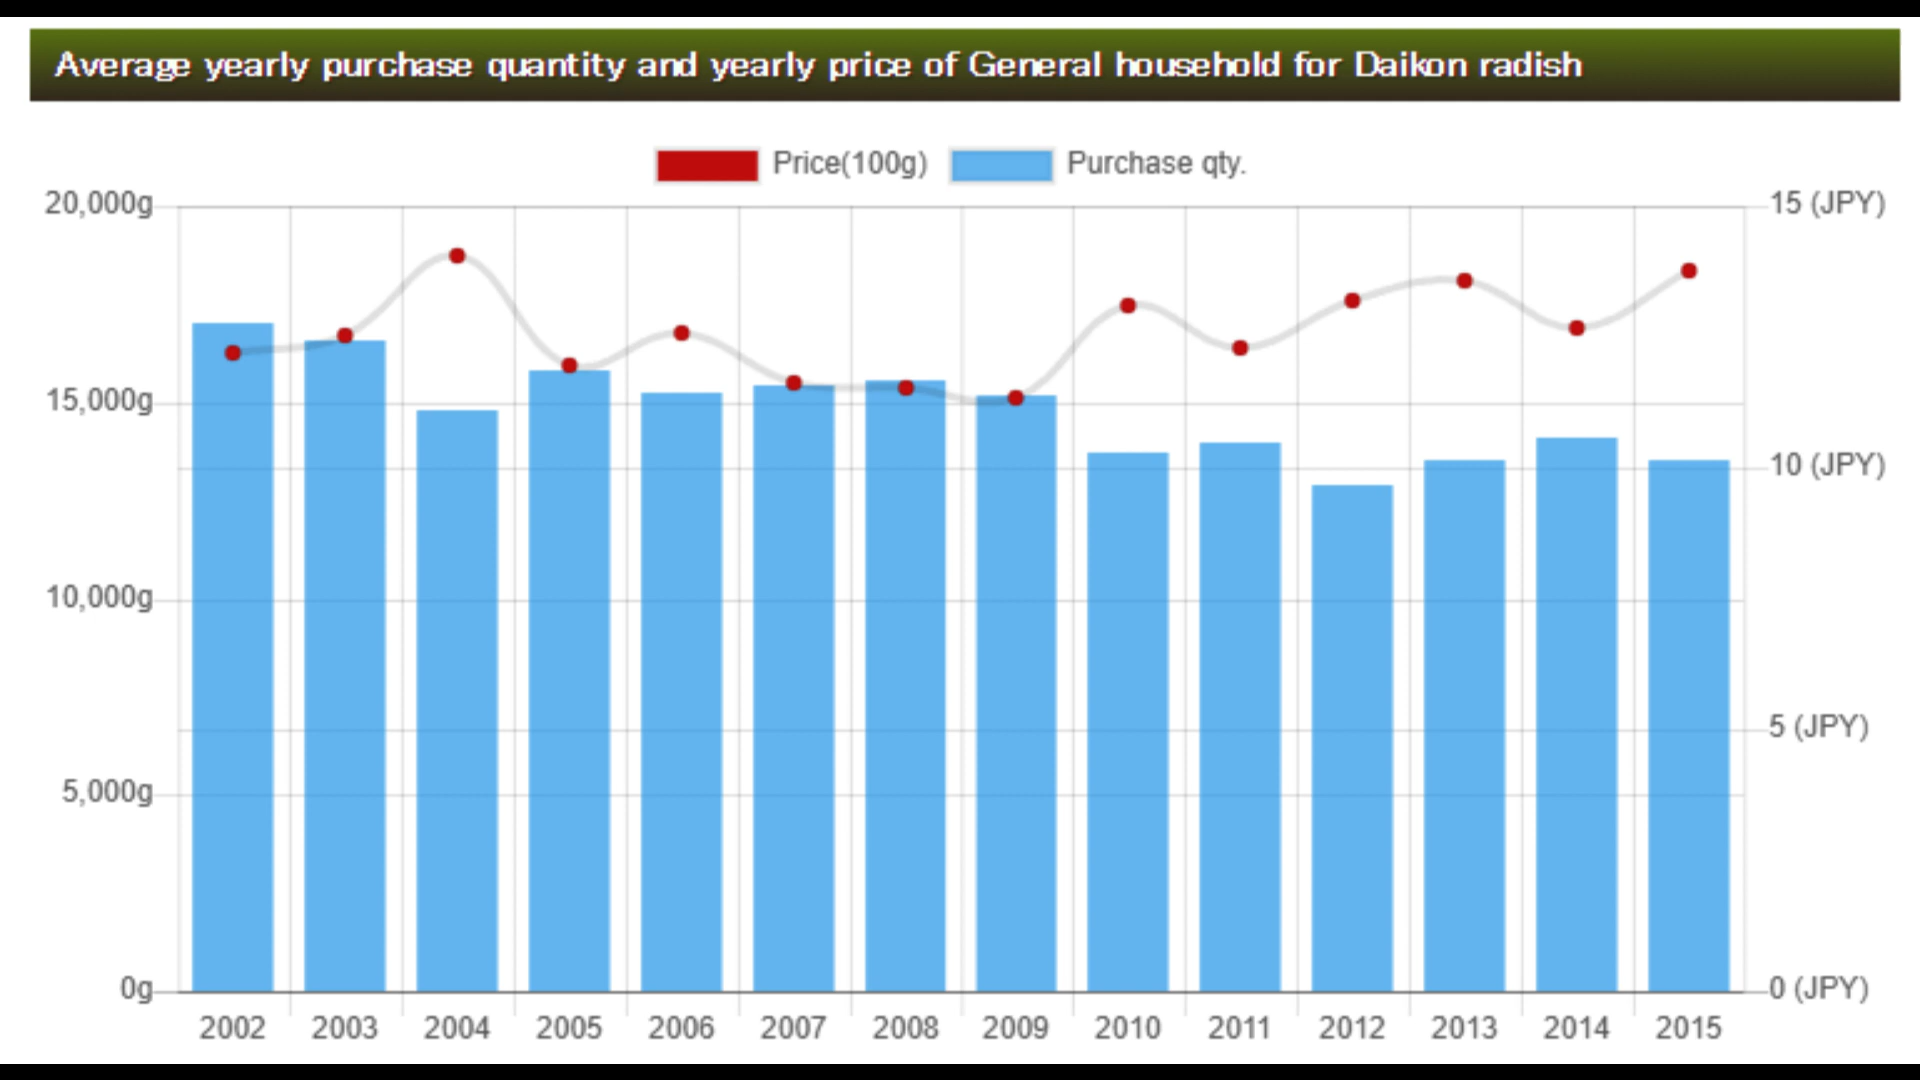 Average yearly purchase quantity and yearly price of General household for Daikon radish
Price(100g) Purchase qty.
20,000g
15,000g
10,000g
5,000g
0g
15 (JPY)
10 (JPY)
5 (JPY)
0 (JPY)
2002 2003 2004 2005 2006 2007 2008 2009 2010 2011 2012 2013 2014 2015